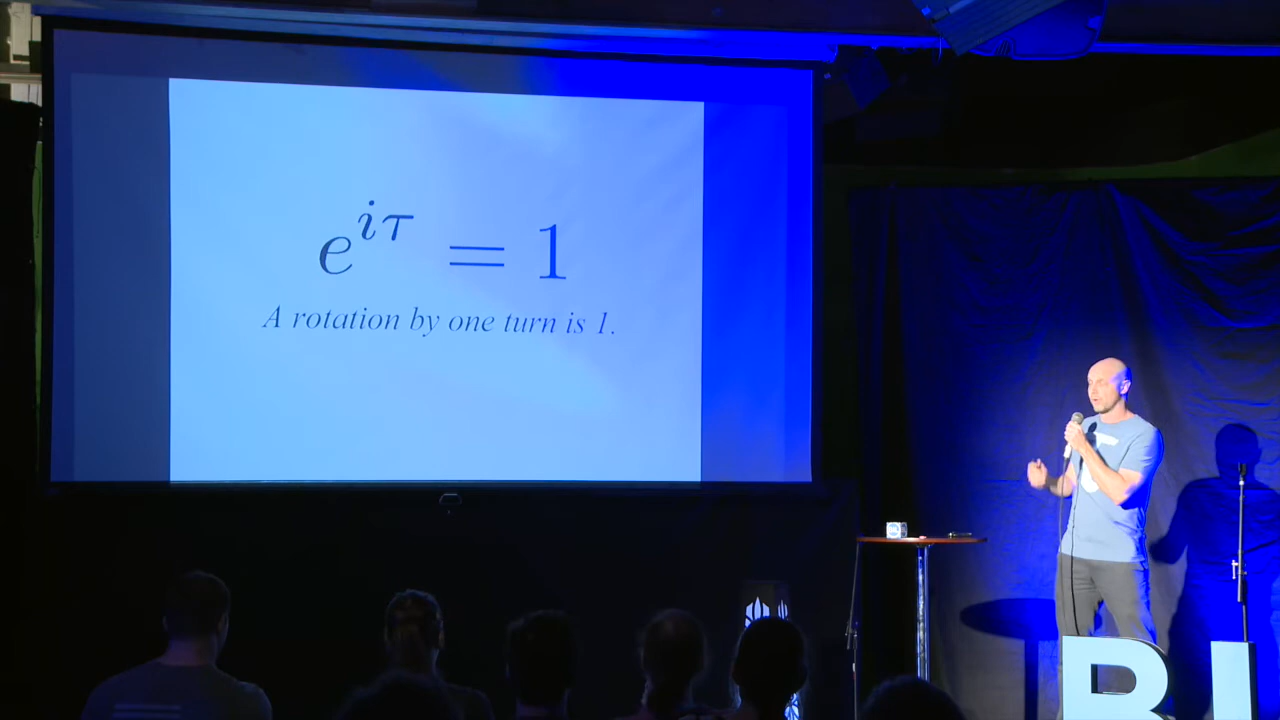 e^{iτ} = 1
A rotation by one turn is 1.